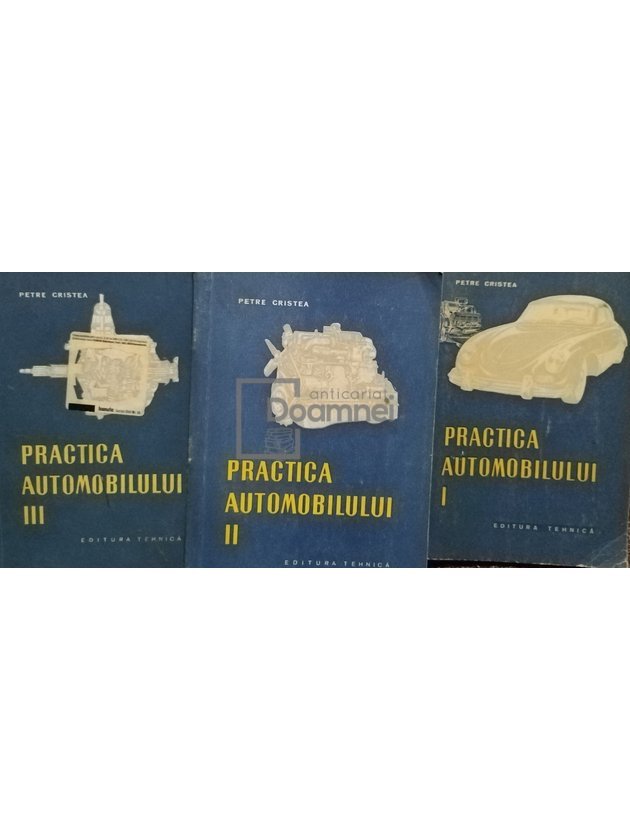 PETRE CRISTEA
PRACTICA
AUTOMOBILULUI
III
EDITURA TEHNICĂ
PETRE CRISTEA
anticariat
Doamnei
PRACTICA
AUTOMOBILULUI
II
EDITURA TEHNICĂ
PETRE CRISTEA
PRACTICA
AUTOMOBILULUI
I
EDITURA TEHNICĂ